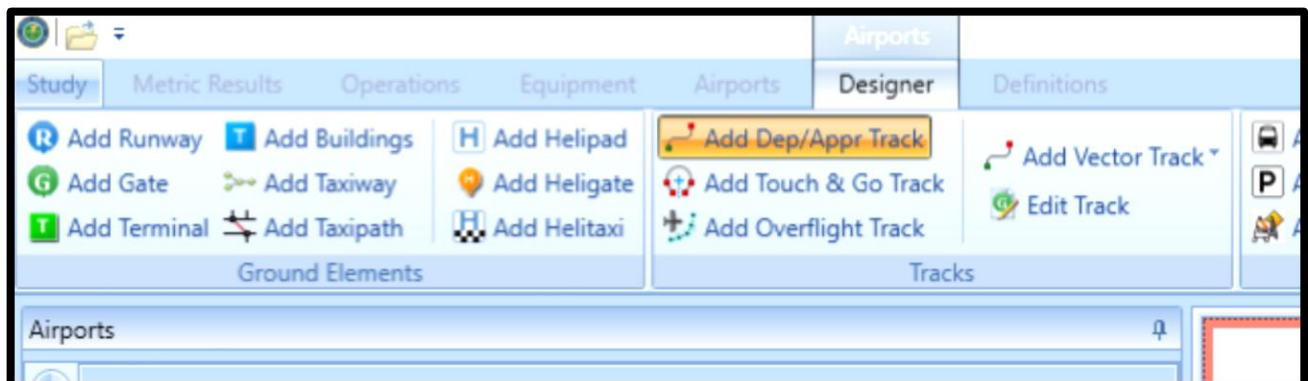 Airports
Study Metric Results Operations Equipment Airports Designer Definitions
R Add Runway T Add Buildings H Add Helipad Add Dep/Appr Track Add Vector Track
G Add Gate Add Taxiway Add Heligate Add Touch & Go Track Edit Track P
T Add Terminal Add Taxipath H Add Helitaxi Add Overflight Track
Ground Elements Tracks
Airports